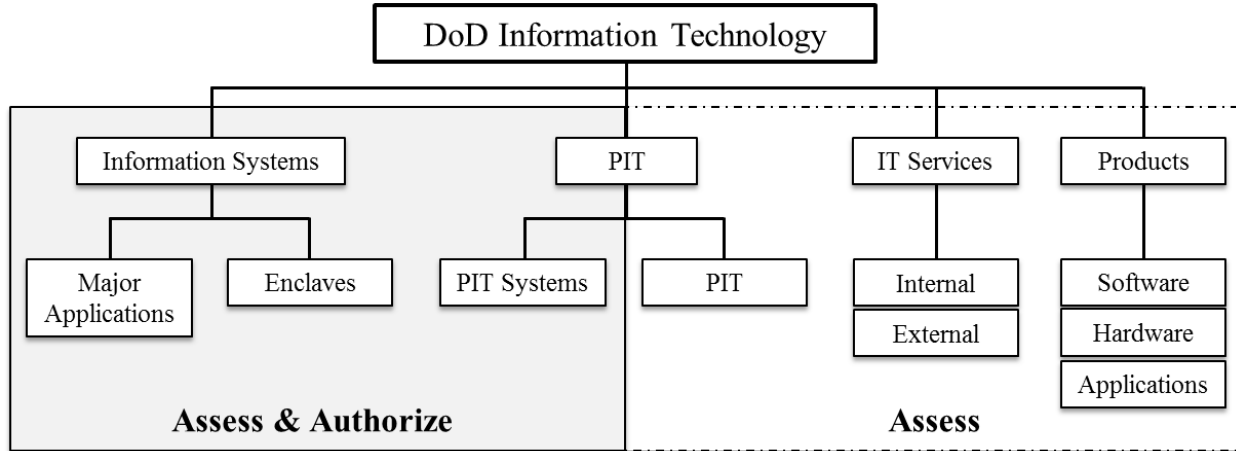 DoD Information Technology
Information Systems
PIT
IT Services
Products
Major
Applications
Enclaves
PIT Systems
PIT
Internal
External
Software
Hardware
Applications
Assess & Authorize
Assess